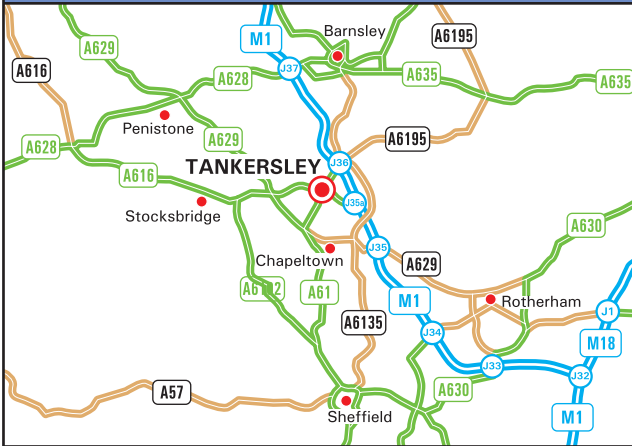 A629
M1
Barnsley
A6195
A616
J37
A628
A635
A635
Penistone
A629
A6195
A628
TANKERSLEY
J36
A616
Stocksbridge
J35a
A630
Chapeltown
J35
A629
A61
M1
Rotherham
J1
A6135
J34
M18
J33
J32
A57
A630
Sheffield
M1